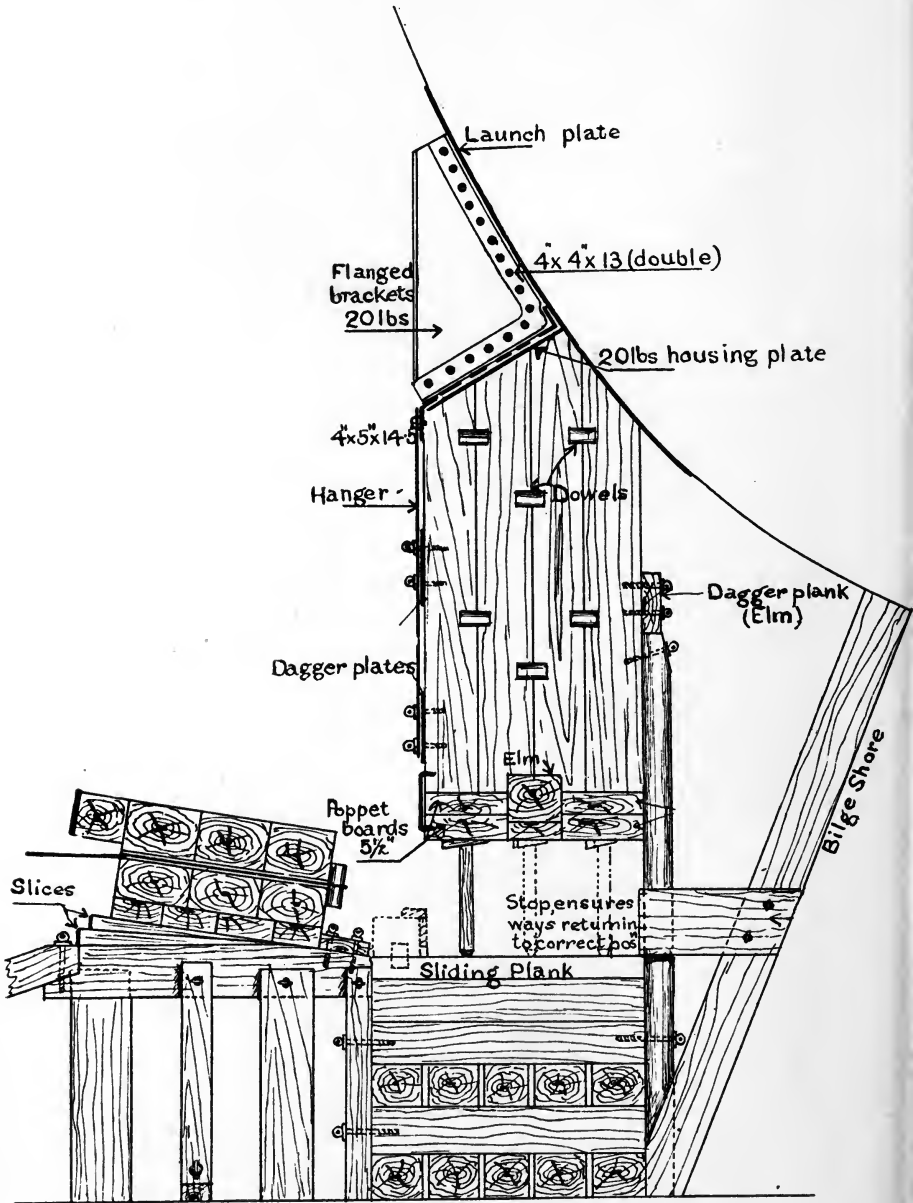 Launch plate
4"x 4"x 13 (double)
Flanged
brackets
20lbs
20lbs housing plate
4"x5"x14·5
Hanger
Dowels
Dagger plank
(Elm)
Dagger plates
Elm
Poppet
boards
5½"
Bilge Shore
Slices
Stop, ensures
ways returning
to correct posⁿ
Sliding Plank